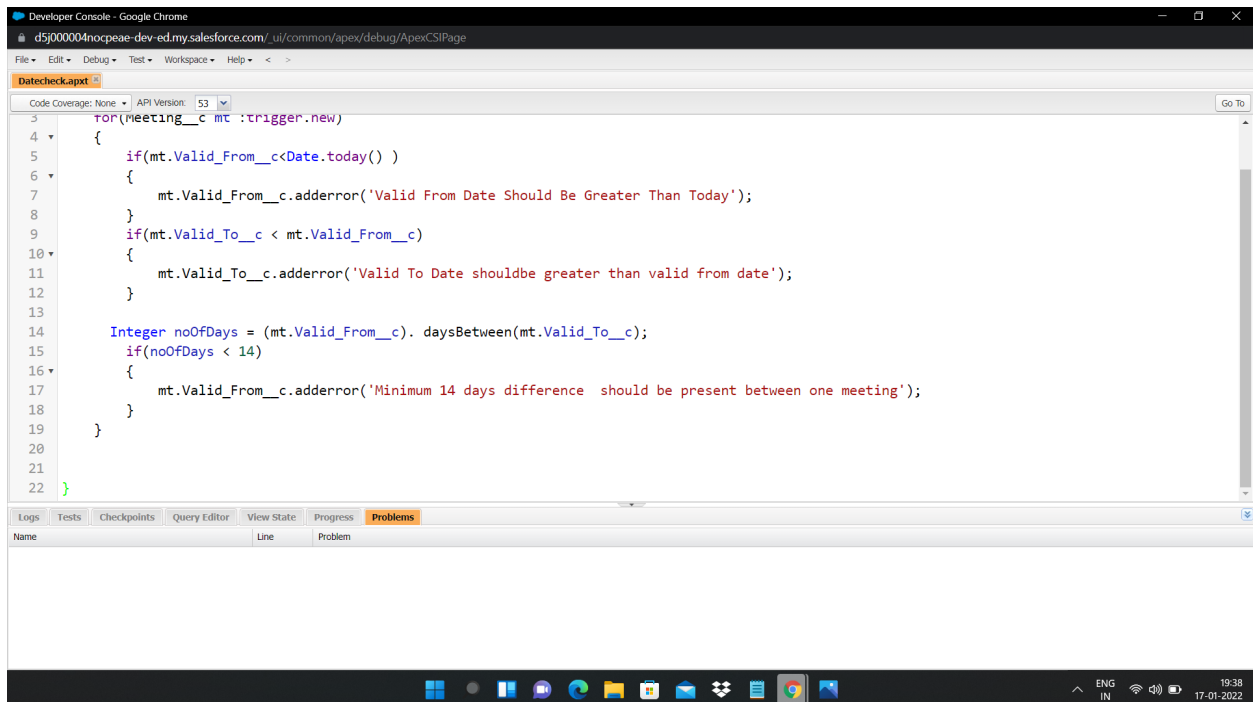 Developer Console - Google Chrome
d5j000004nocpeae-dev-ed.my.salesforce.com/_ui/common/apex/debug/ApexCSIPage
File Edit Debug Test Workspace Help < >
Datecheck.apxt
Code Coverage: None API Version: 53 Go To
3 for(Meeting__c mt :trigger.new)
4 {
5 if(mt.Valid_From__c<Date.today() )
6 {
7 mt.Valid_From__c.adderror('Valid From Date Should Be Greater Than Today');
8 }
9 if(mt.Valid_To__c < mt.Valid_From__c)
10 {
11 mt.Valid_To__c.adderror('Valid To Date shouldbe greater than valid from date');
12 }
13
14 Integer noOfDays = (mt.Valid_From__c). daysBetween(mt.Valid_To__c);
15 if(noOfDays < 14)
16 {
17 mt.Valid_From__c.adderror('Minimum 14 days difference  should be present between one meeting');
18 }
19 }
20
21
22 }
Logs Tests Checkpoints Query Editor View State Progress Problems
Name Line Problem
ENG 19:38
IN 17-01-2022